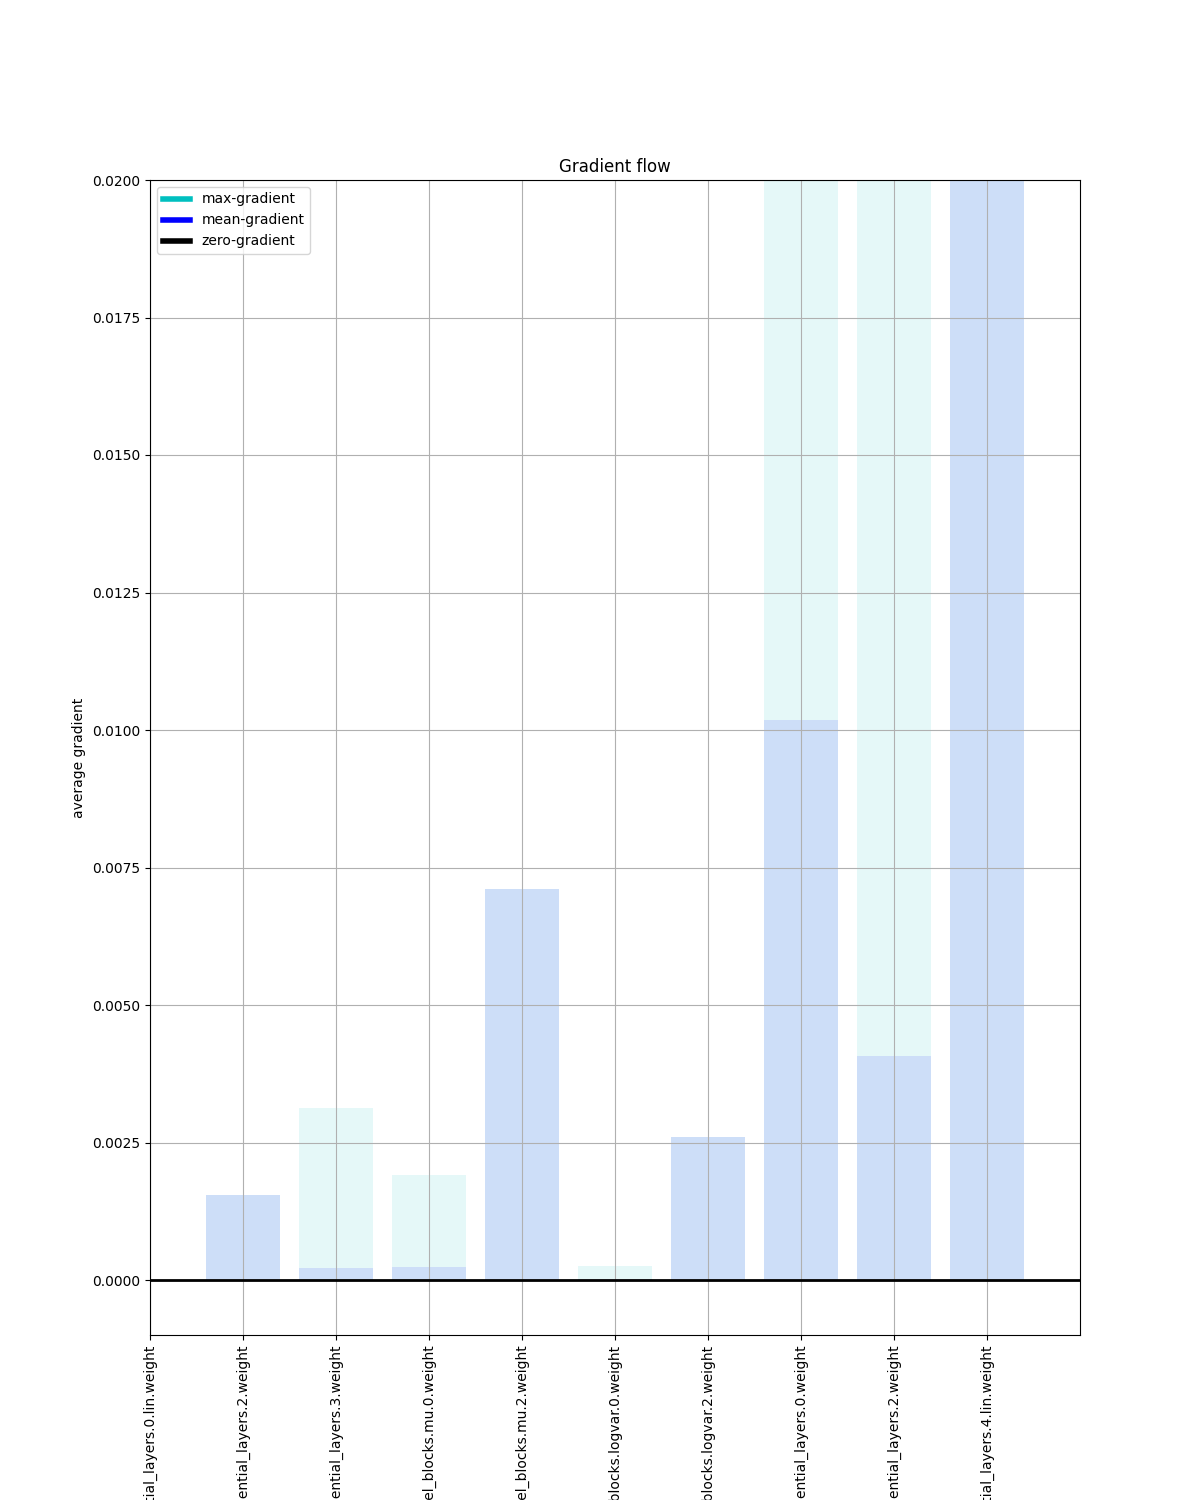 Gradient flow
max-gradient
mean-gradient
zero-gradient
0.0200
0.0175
0.0150
0.0125
0.0100
0.0075
0.0050
0.0025
0.0000
average gradient
tial_layers.0.lin.weight
ential_layers.2.weight
ential_layers.3.weight
el_blocks.mu.0.weight
el_blocks.mu.2.weight
blocks.logvar.0.weight
blocks.logvar.2.weight
ential_layers.0.weight
ential_layers.2.weight
tial_layers.4.lin.weight